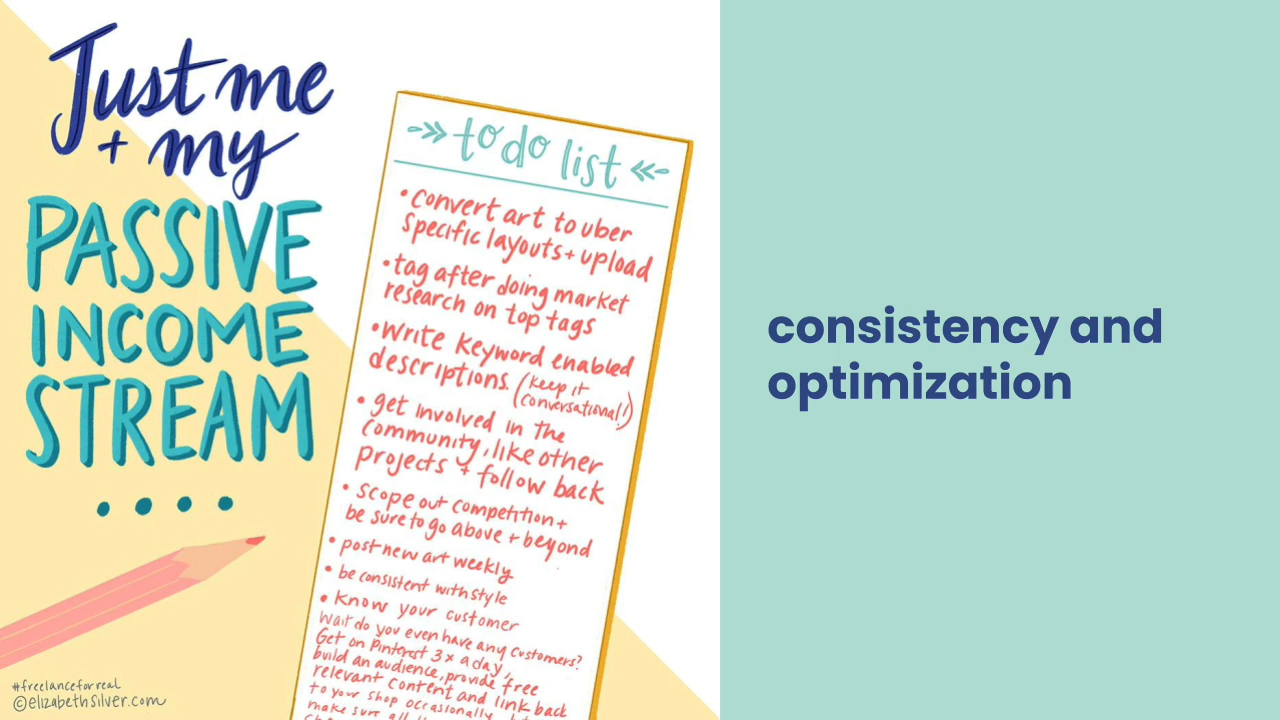 Just me
+ my
PASSIVE
INCOME
STREAM
to do list
• convert art to uber
specific layouts + upload
• tag after doing market
research on top tags
• write keyword enabled
descriptions. (keep it
conversational!)
• get involved in the
community, like other
projects + follow back
• scope out competition +
be sure to go above + beyond
• post new art weekly
• be consistent with style
• Know your customer
Wait do you even have any customers?
Get on Pinterest 3x a day,
build an audience, provide free
relevant content and link back
to your shop occasionally
make sure all
#freelanceforreal
©elizabethsilver.com
consistency and
optimization